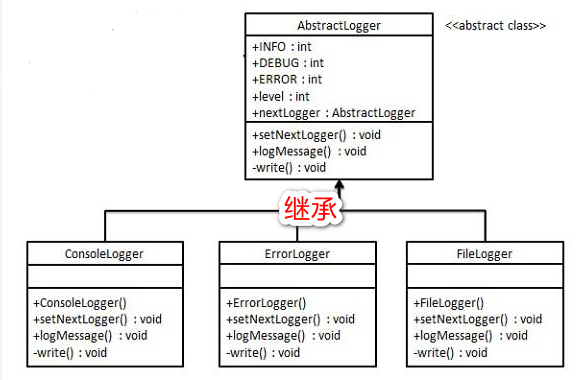 AbstractLogger
<<abstract class>>
+INFO : int
+DEBUG : int
+ERROR : int
+level : int
+nextLogger : AbstractLogger
+setNextLogger() : void
+logMessage() : void
-write() : void
继承
ConsoleLogger
+ConsoleLogger()
+setNextLogger() : void
+logMessage() : void
-write() : void
ErrorLogger
+ErrorLogger()
+setNextLogger() : void
+logMessage() : void
-write() : void
FileLogger
+FileLogger()
+setNextLogger() : void
+logMessage() : void
-write() : void